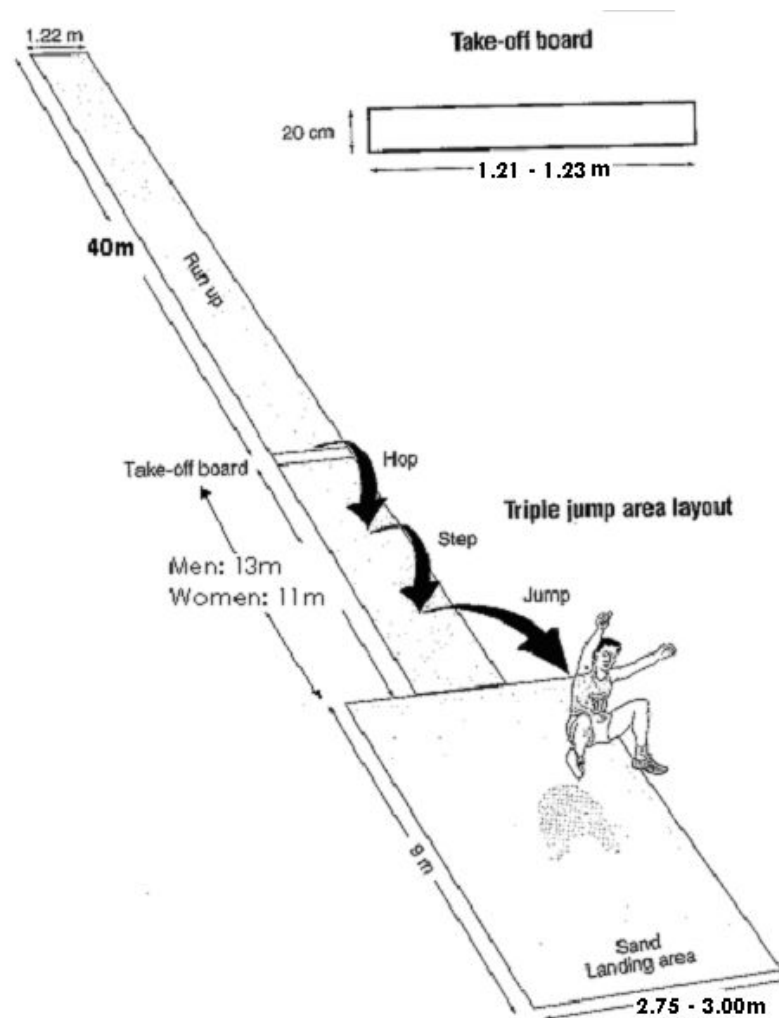 1.22 m
Take-off board
20 cm
1.21 - 1.23 m
40m
Run up
Take-off board
Hop
Triple jump area layout
Step
Men: 13m
Women: 11m
Jump
9 m
Sand
Landing area
2.75 - 3.00m